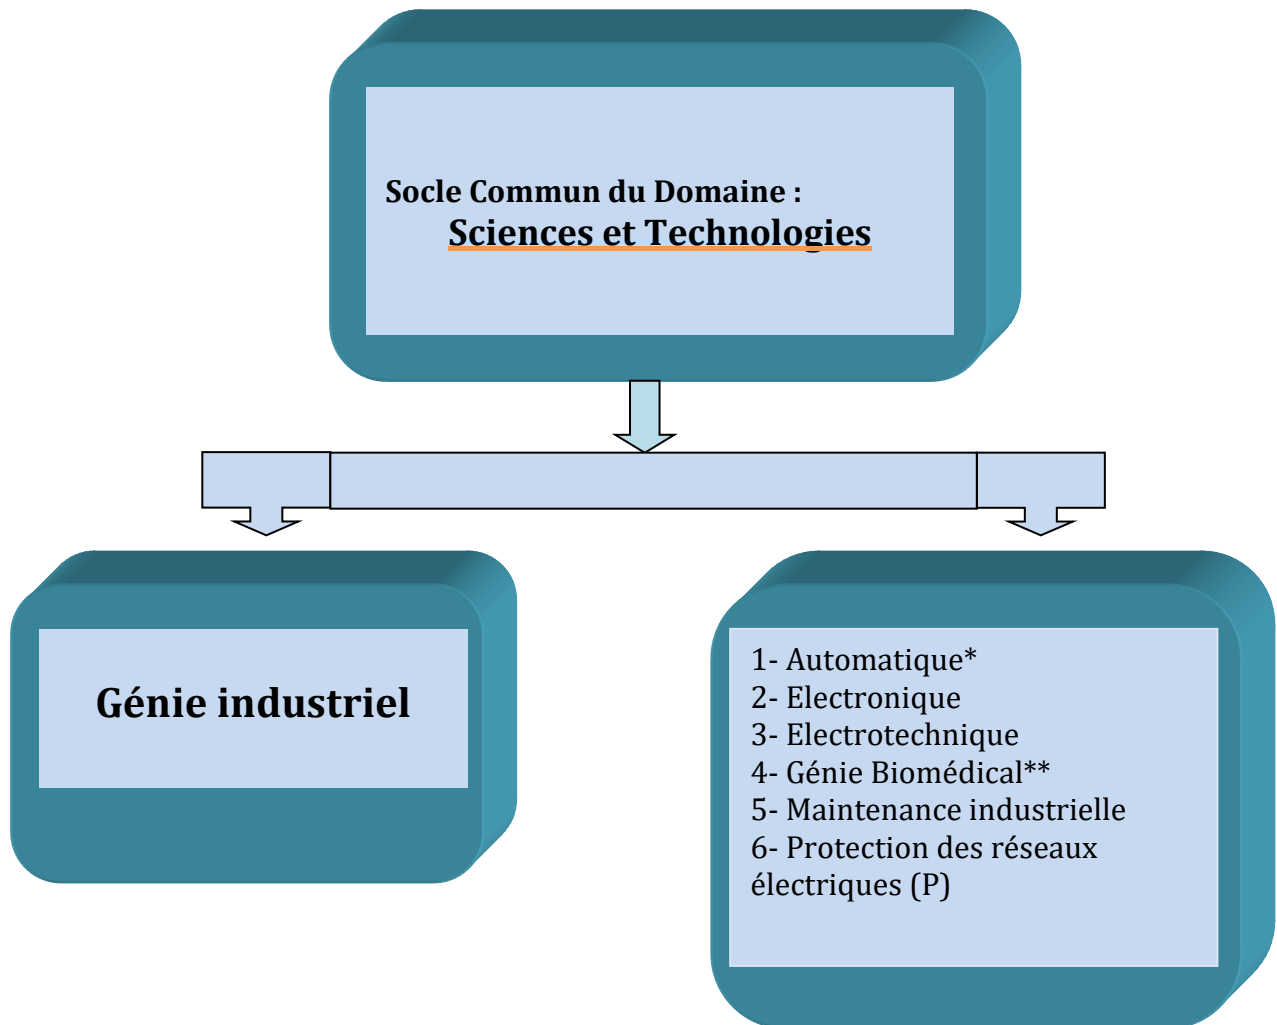 Socle Commun du Domaine :
Sciences et Technologies
Génie industriel
1- Automatique*
2- Electronique
3- Electrotechnique
4- Génie Biomédical**
5- Maintenance industrielle
6- Protection des réseaux
électriques (P)